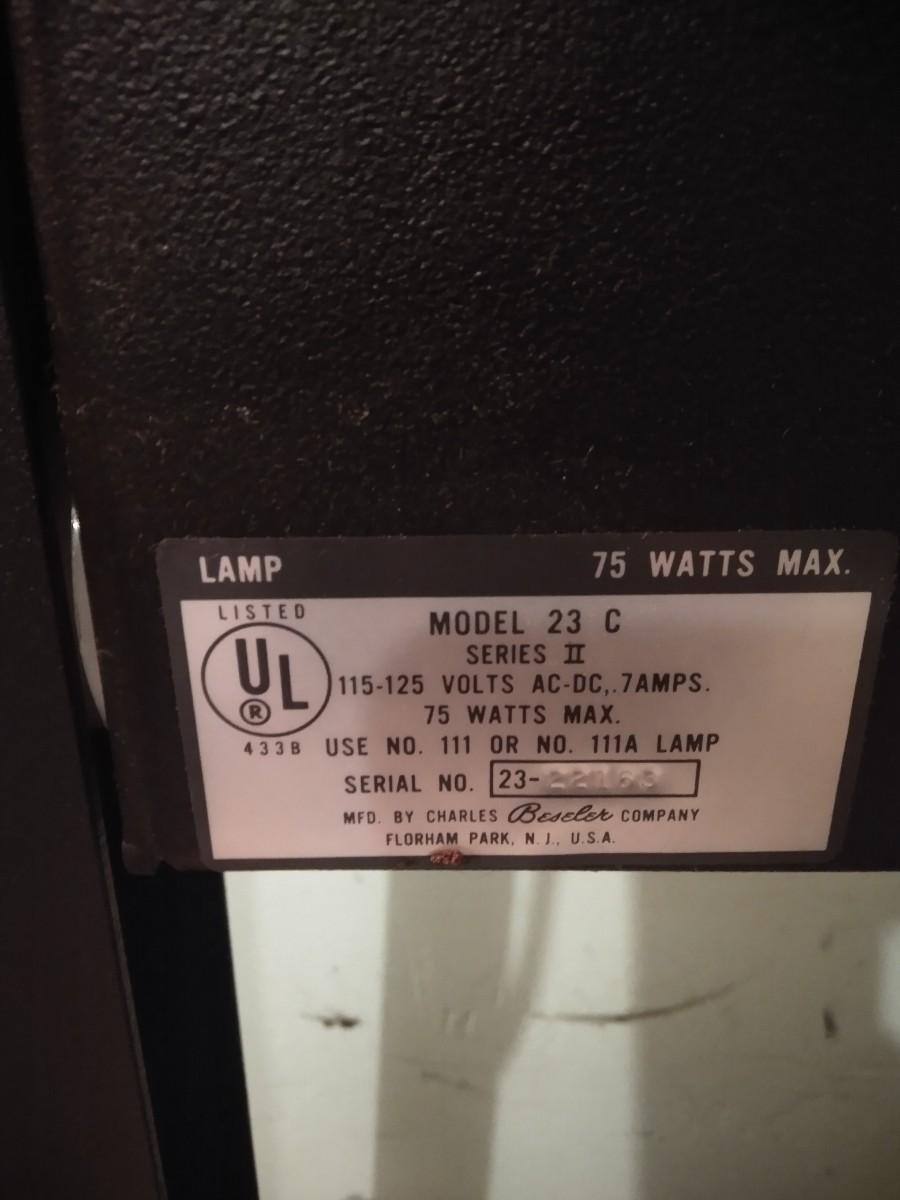 LAMP 75 WATTS MAX.
LISTED
UL
®
433B
MODEL 23 C
SERIES II
115-125 VOLTS AC-DC,.7AMPS.
75 WATTS MAX.
USE NO. 111 OR NO. 111A LAMP
SERIAL NO. 23-
MFD. BY CHARLES Beseler COMPANY
FLORHAM PARK, N.J., U.S.A.